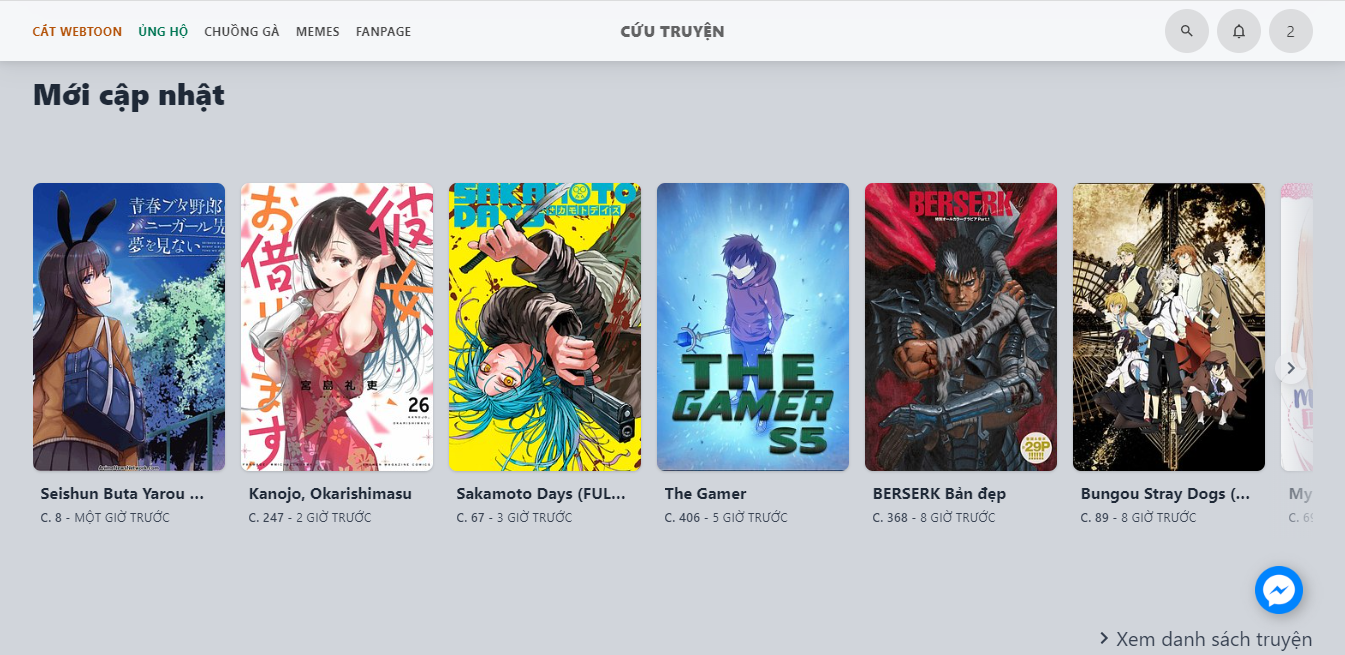 CẮT WEBTOON ỦNG HỘ CHUỒNG GÀ MEMES FANPAGE CỨU TRUYỆN 2
Mới cập nhật
青春ブタ野郎
バニーガール先
夢を見ない
彼女、
お借りします
宮島礼吏
26
KANOJO,
OKARISHIMASU
SAKAMOTO
DAYS サカモトデイズ
THE
GAMER
S5
BERSERK
29P
Seishun Buta Yarou ...
C. 8 - MỘT GIỜ TRƯỚC
Kanojo, Okarishimasu
C. 247 - 2 GIỜ TRƯỚC
Sakamoto Days (FUL...
C. 67 - 3 GIỜ TRƯỚC
The Gamer
C. 406 - 5 GIỜ TRƯỚC
BERSERK Bản đẹp
C. 368 - 8 GIỜ TRƯỚC
Bungou Stray Dogs (...
C. 89 - 8 GIỜ TRƯỚC
My
C. 69
Xem danh sách truyện